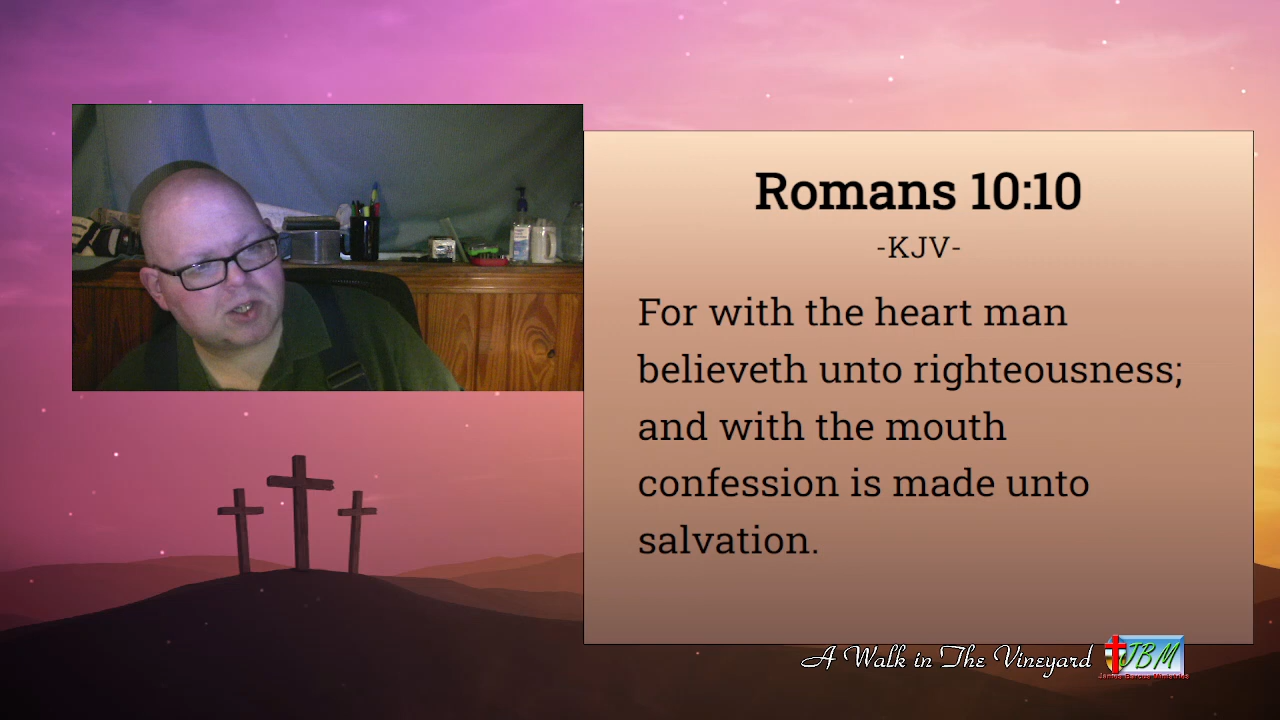 Romans 10:10
-KJV-
For with the heart man
believeth unto righteousness;
and with the mouth
confession is made unto
salvation.
A Walk in The Vineyard
JBM